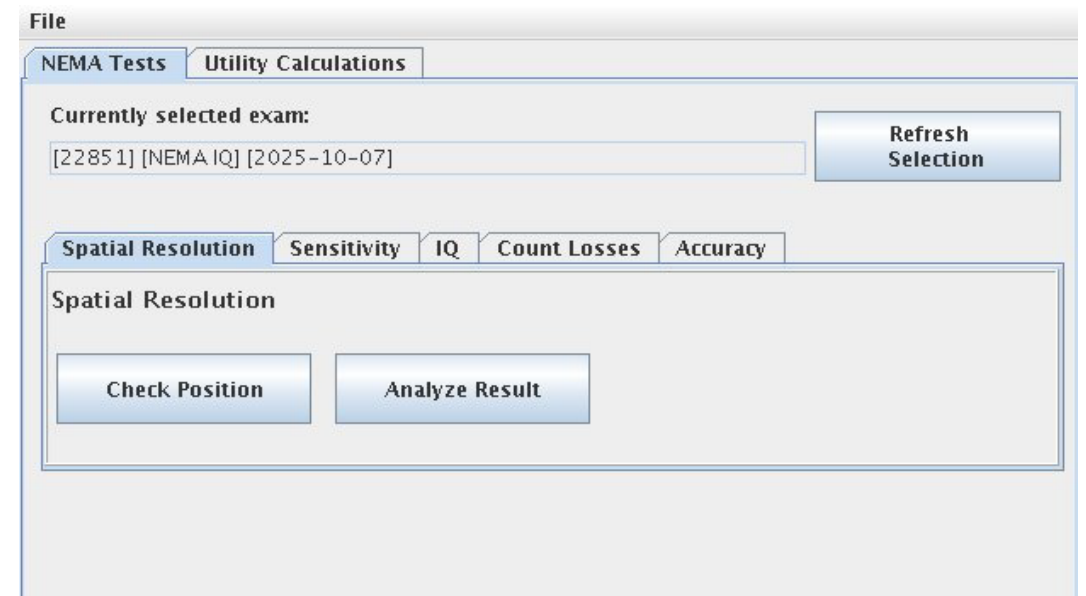 File
NEMA Tests Utility Calculations
Currently selected exam:
[22851] [NEMA IQ] [2025-10-07]
Refresh
Selection
Spatial Resolution Sensitivity IQ Count Losses Accuracy
Spatial Resolution
Check Position Analyze Result